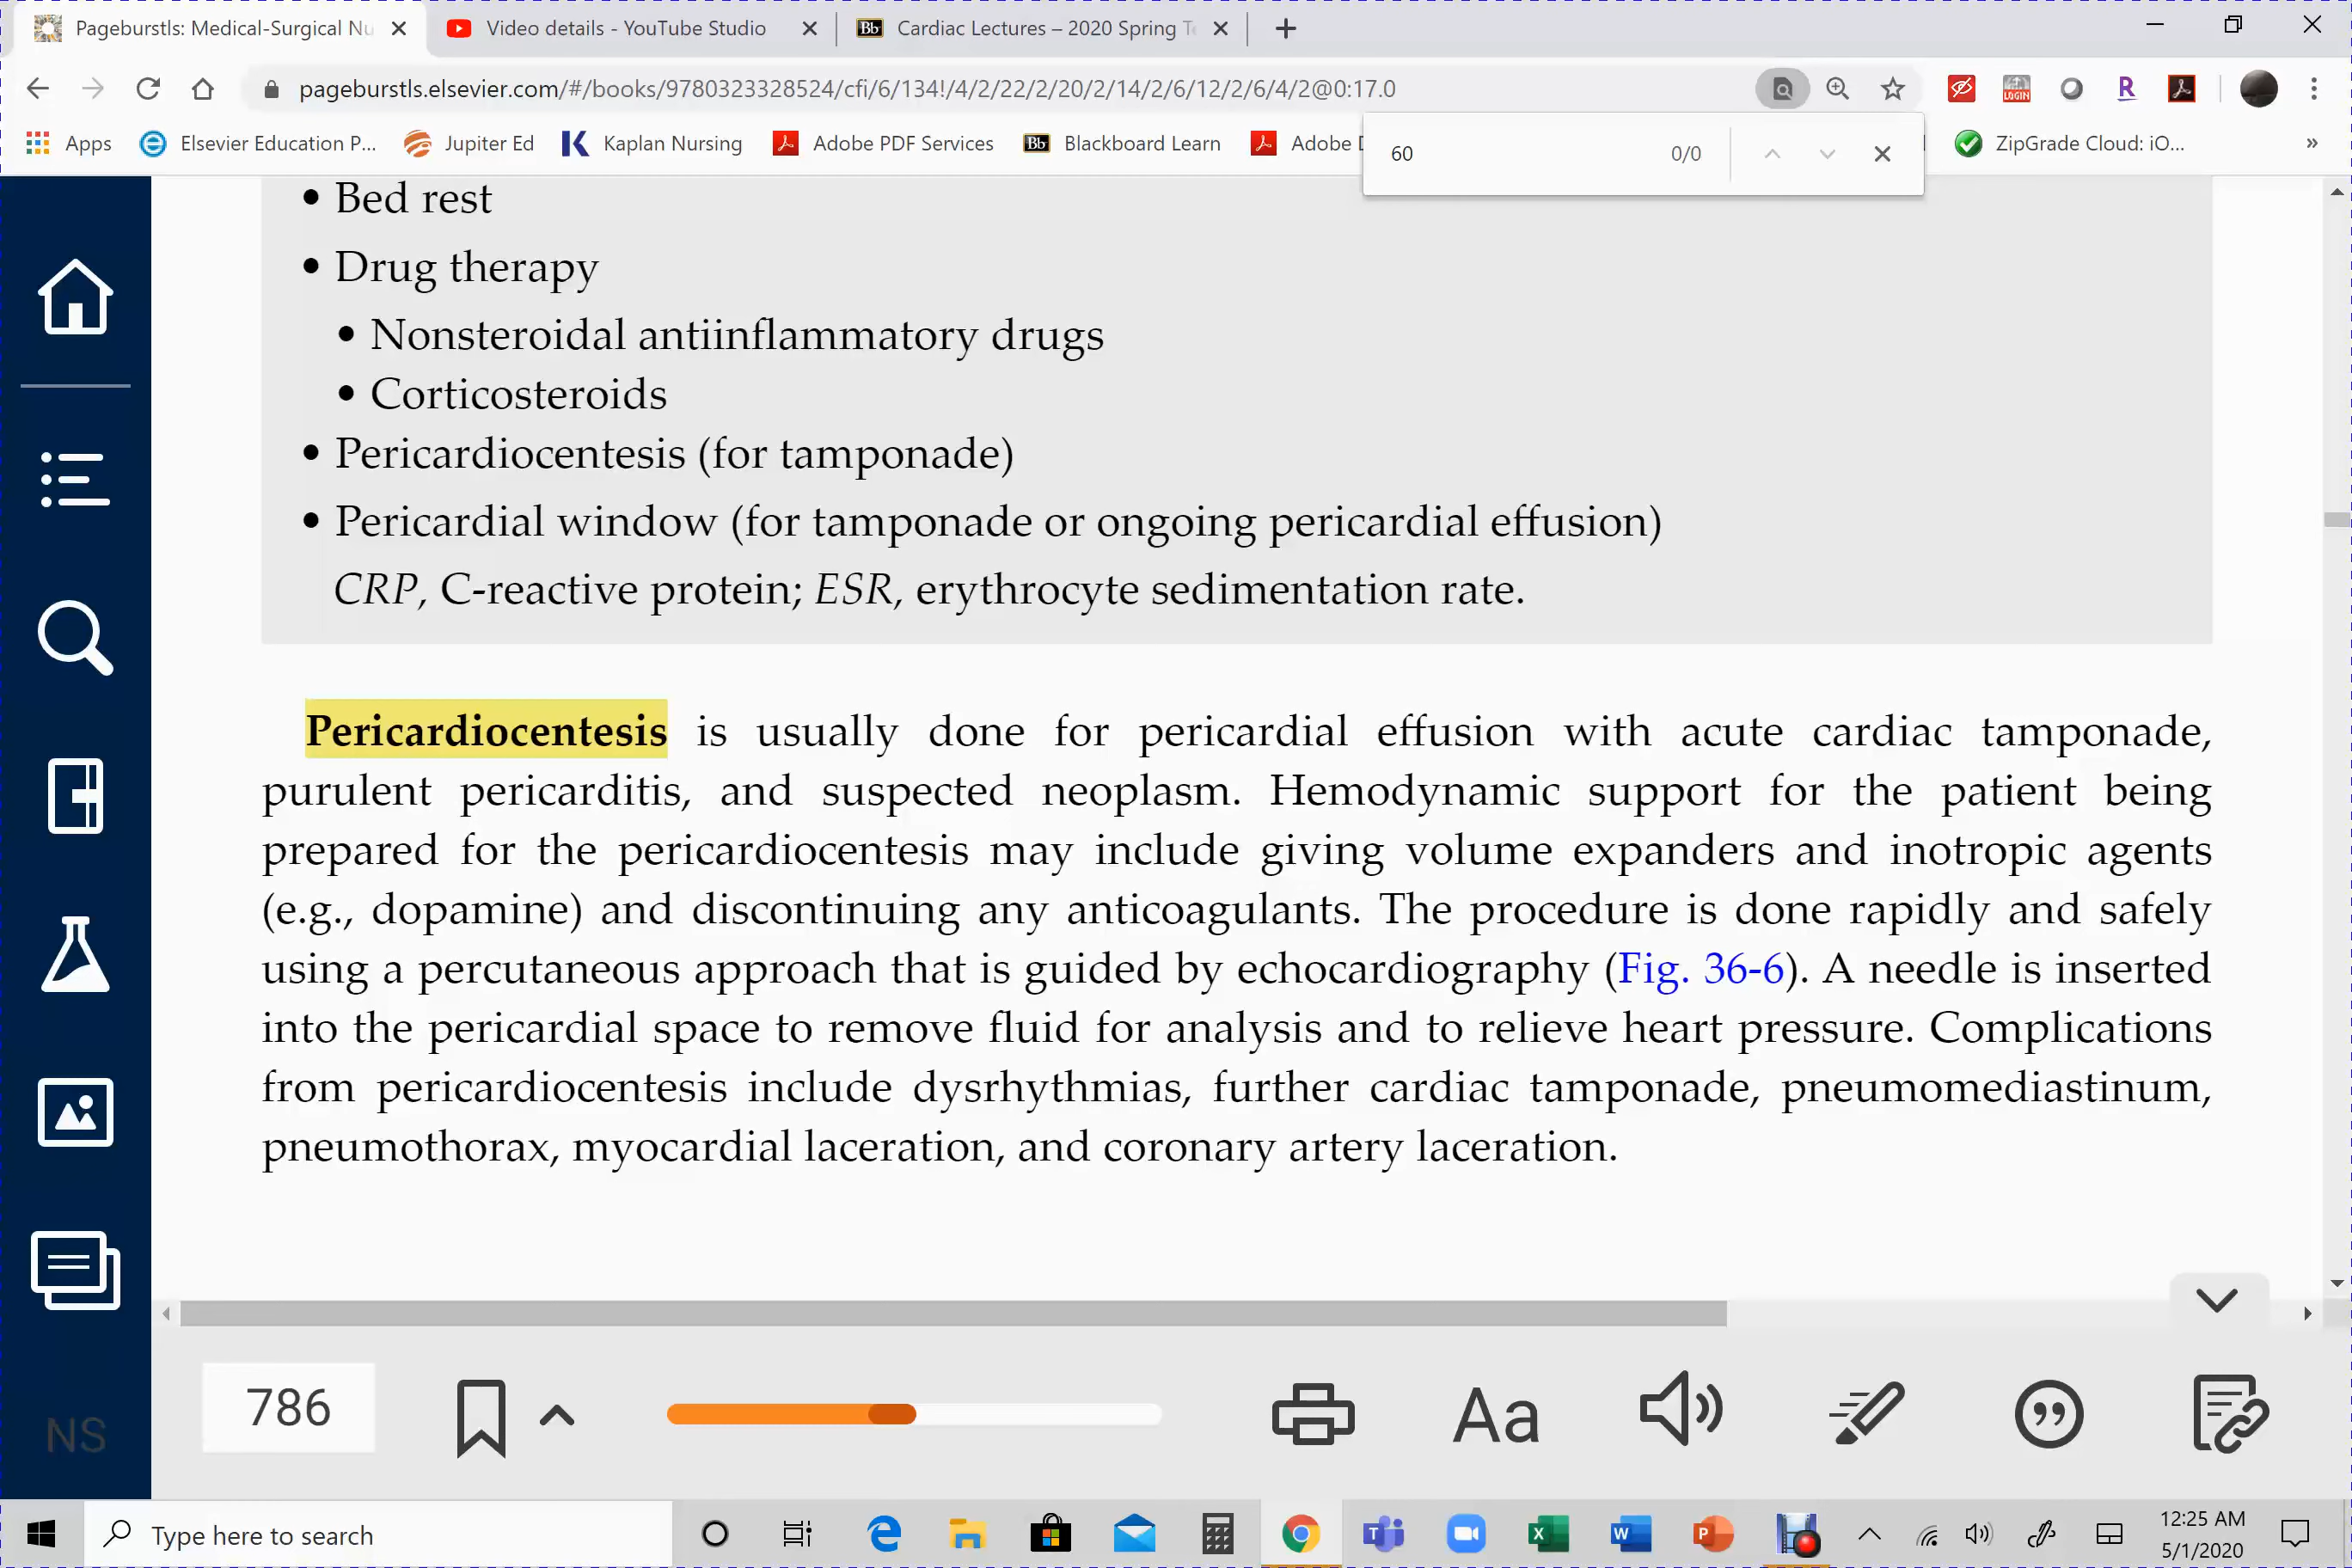 Pageburstls: Medical-Surgical Nu
Video details - YouTube Studio
Bb Cardiac Lectures – 2020 Spring Te
pageburstls.elsevier.com/#/books/9780323328524/cfi/6/134!/4/2/22/2/20/2/14/2/6/12/2/6/4/2@0:17.0
LOGIN
R
Apps
Elsevier Education P...
Jupiter Ed
Kaplan Nursing
Adobe PDF Services
Bb Blackboard Learn
Adobe
ZipGrade Cloud: iO...
»
60
0/0
• Bed rest
• Drug therapy
• Nonsteroidal antiinflammatory drugs
• Corticosteroids
• Pericardiocentesis (for tamponade)
• Pericardial window (for tamponade or ongoing pericardial effusion)
CRP, C-reactive protein; ESR, erythrocyte sedimentation rate.
Pericardiocentesis is usually done for pericardial effusion with acute cardiac tamponade,
purulent pericarditis, and suspected neoplasm. Hemodynamic support for the patient being
prepared for the pericardiocentesis may include giving volume expanders and inotropic agents
(e.g., dopamine) and discontinuing any anticoagulants. The procedure is done rapidly and safely
using a percutaneous approach that is guided by echocardiography (Fig. 36-6). A needle is inserted
into the pericardial space to remove fluid for analysis and to relieve heart pressure. Complications
from pericardiocentesis include dysrhythmias, further cardiac tamponade, pneumomediastinum,
pneumothorax, myocardial laceration, and coronary artery laceration.
NS
786
Aa
Type here to search
12:25 AM
5/1/2020